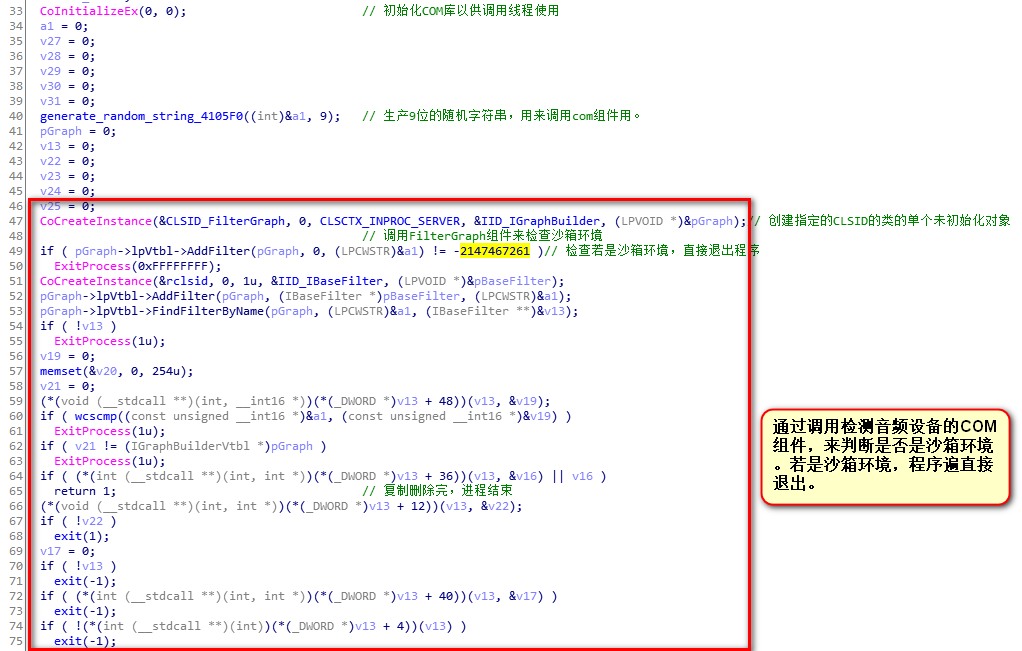 33 CoInitializeEx(0, 0); // 初始化COM库以供调用线程使用
34 a1 = 0;
35 v27 = 0;
36 v28 = 0;
37 v29 = 0;
38 v30 = 0;
39 v31 = 0;
40 generate_random_string_4105F0((int)&a1, 9); // 生产9位的随机字符串，用来调用com组件用。
41 pGraph = 0;
42 v13 = 0;
43 v22 = 0;
44 v23 = 0;
45 v24 = 0;
46 v25 = 0;
47 CoCreateInstance(&CLSID_FilterGraph, 0, CLSCTX_INPROC_SERVER, &IID_IGraphBuilder, (LPVOID *)&pGraph);// 创建指定的CLSID的类的单个未初始化对象
48 // 调用FilterGraph组件来检查沙箱环境
49 if ( pGraph->lpVtbl->AddFilter(pGraph, 0, (LPCWSTR)&a1) != -2147467261 )// 检查若是沙箱环境，直接退出程序
50 ExitProcess(0xFFFFFFFF);
51 CoCreateInstance(&rclsid, 0, 1u, &IID_IBaseFilter, (LPVOID *)&pBaseFilter);
52 pGraph->lpVtbl->AddFilter(pGraph, (IBaseFilter *)pBaseFilter, (LPCWSTR)&a1);
53 pGraph->lpVtbl->FindFilterByName(pGraph, (LPCWSTR)&a1, (IBaseFilter **)&v13);
54 if ( !v13 )
55 ExitProcess(1u);
56 v19 = 0;
57 memset(&v20, 0, 254u);
58 v21 = 0;
59 (*(void (__stdcall **)(int, __int16 *))(*(_DWORD *)v13 + 48))(v13, &v19);
60 if ( wcscmp((const unsigned __int16 *)&a1, (const unsigned __int16 *)&v19) )
61 ExitProcess(1u);
62 if ( v21 != (IGraphBuilderVtbl *)pGraph )
63 ExitProcess(1u);
64 if ( (*(int (__stdcall **)(int, int *))(*(_DWORD *)v13 + 36))(v13, &v16) || v16 )
65 return 1; // 复制删除完，进程结束
66 (*(void (__stdcall **)(int, int *))(*(_DWORD *)v13 + 12))(v13, &v22);
67 if ( !v22 )
68 exit(1);
69 v17 = 0;
70 if ( !v13 )
71 exit(-1);
72 if ( (*(int (__stdcall **)(int, int *))(*(_DWORD *)v13 + 40))(v13, &v17) )
73 exit(-1);
74 if ( !(*(int (__stdcall **)(int))(*(_DWORD *)v13 + 4))(v13) )
75 exit(-1);
通过调用检测音频设备的COM
组件，来判断是否是沙箱环境
。若是沙箱环境，程序遍直接
退出。